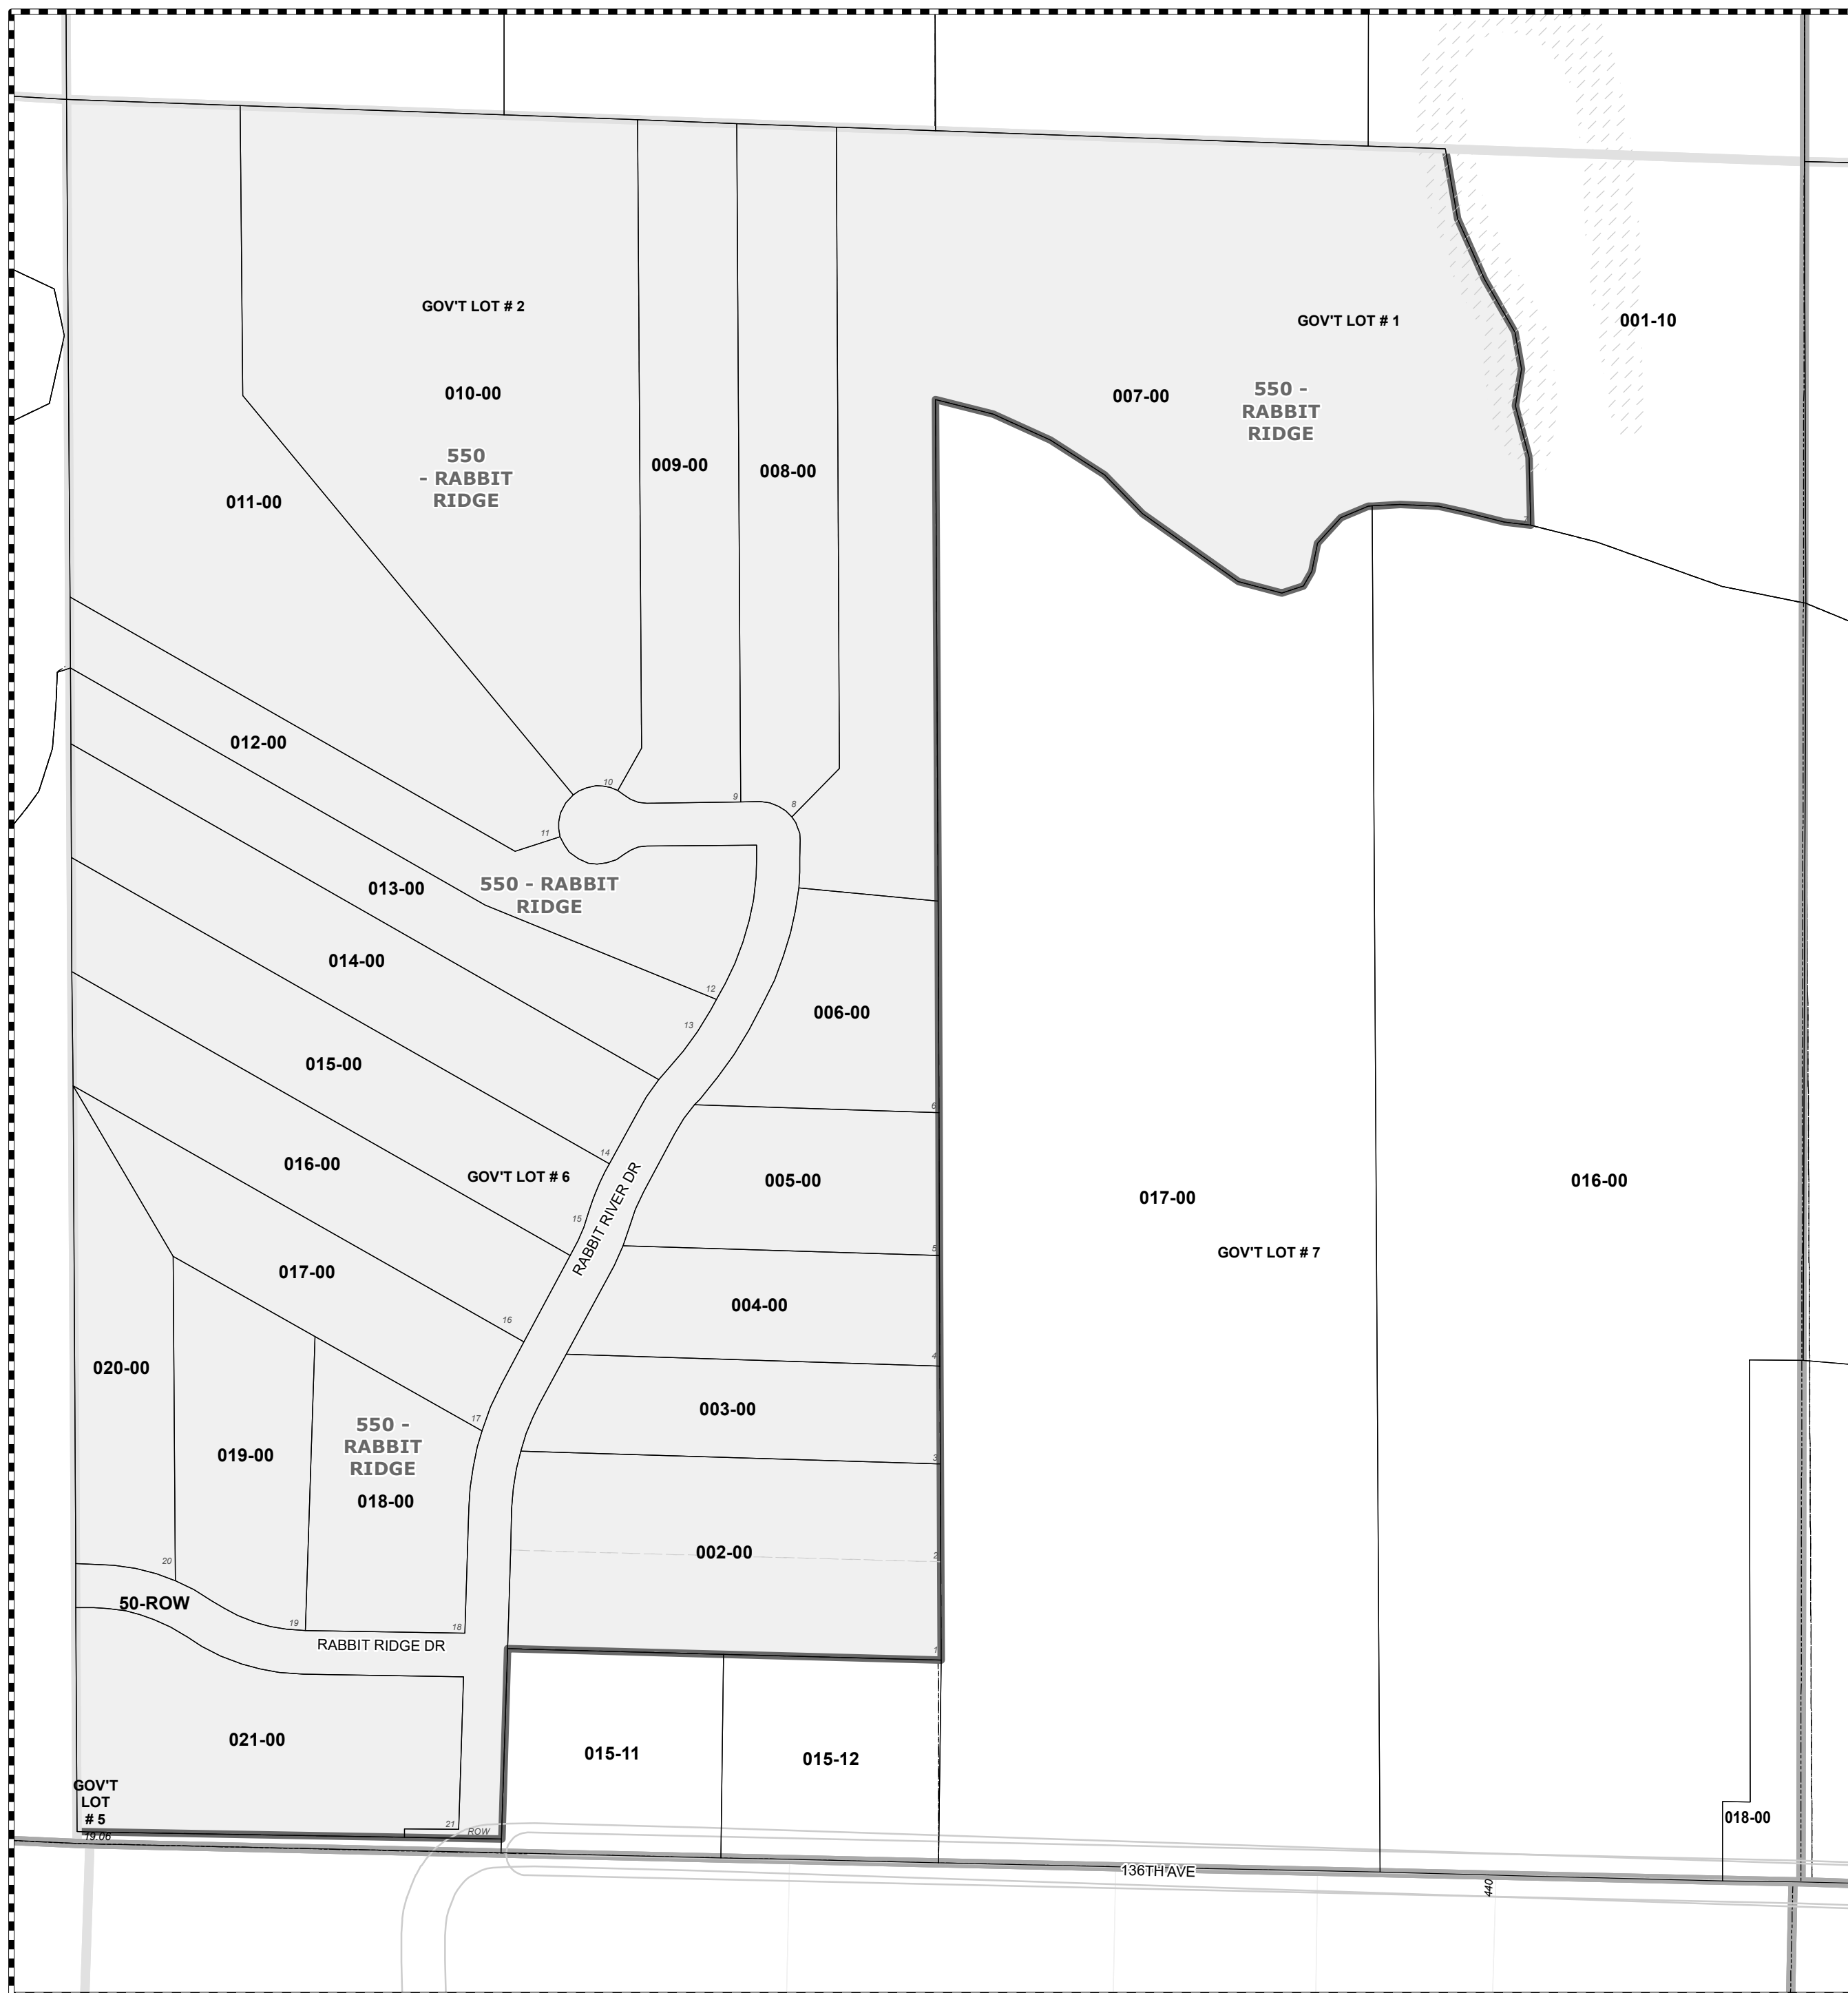 GOV'T LOT # 2
GOV'T LOT # 1
001-10
010-00
007-00
550 -
RABBIT
RIDGE
550
- RABBIT
RIDGE
009-00
008-00
011-00
7
012-00
10
9
8
11
013-00
550 - RABBIT
RIDGE
014-00
12
13
006-00
015-00
6
14
016-00
GOV'T LOT # 6
005-00
017-00
016-00
15
RABBIT RIVER DR
5
GOV'T LOT # 7
017-00
004-00
16
4
020-00
003-00
17
550 -
RABBIT
RIDGE
019-00
3
018-00
002-00
2
20
50-ROW
19
18
RABBIT RIDGE DR
1
021-00
015-11
015-12
GOV'T
LOT
# 5
19.06
21
ROW
018-00
136TH AVE
440